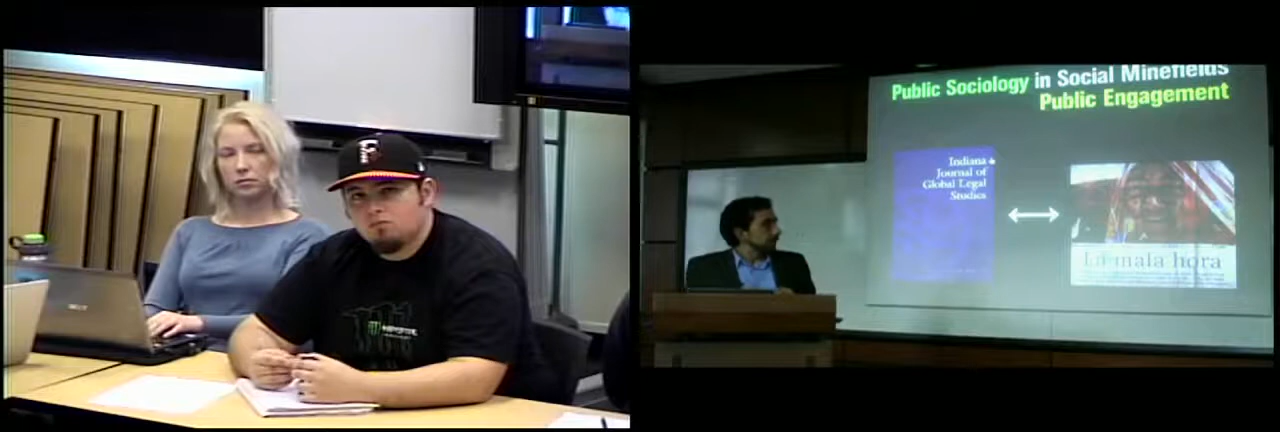 Public Sociology in Social Minefields
Public Engagement
Indiana
Journal of
Global Legal
Studies
La mala hora